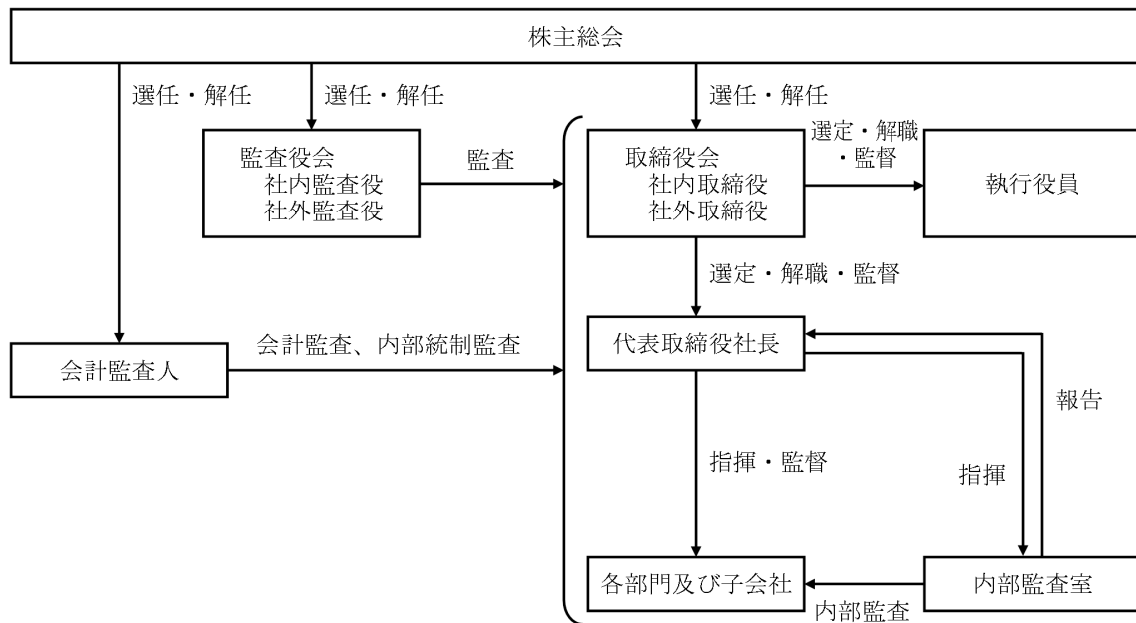 株主総会
選任・解任
選任・解任
選任・解任
監査役会
社内監査役
社外監査役
監査
取締役会
社内取締役
社外取締役
選定・解職
・監督
執行役員
選定・解職・監督
会計監査人
会計監査、内部統制監査
代表取締役社長
報告
指揮・監督
指揮
各部門及び子会社
内部監査
内部監査室